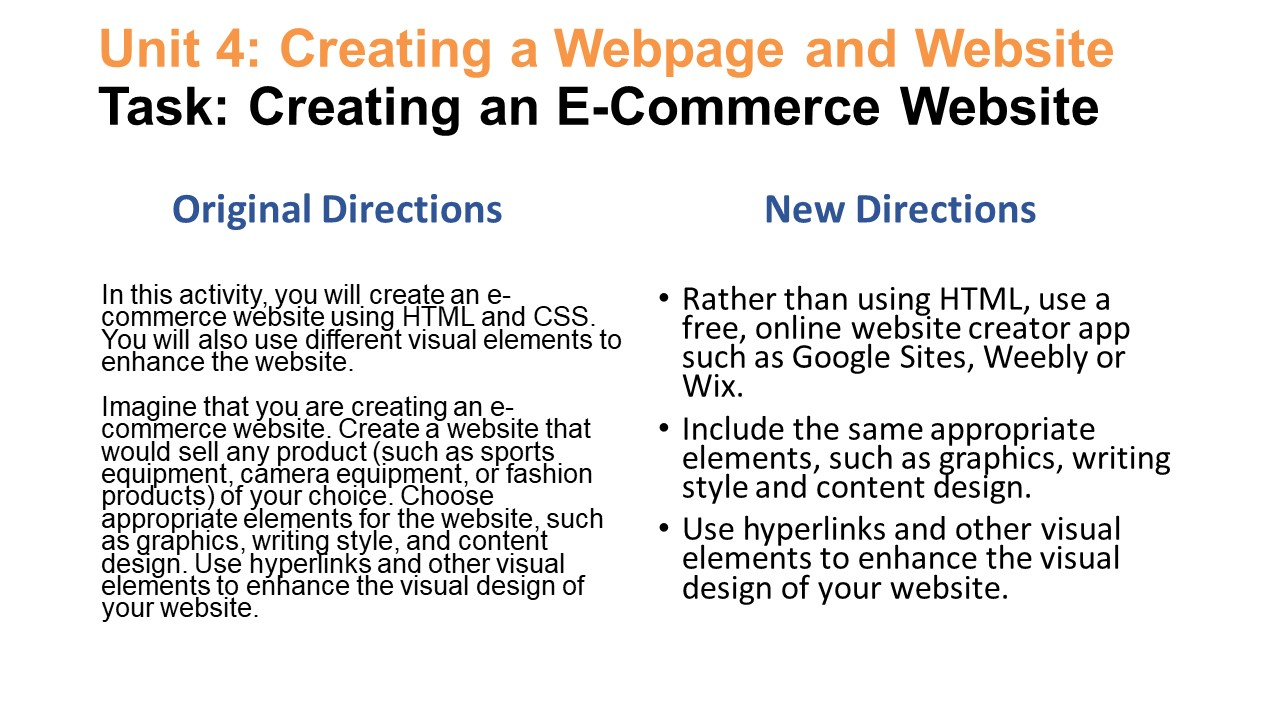 Unit 4: Creating a Webpage and Website
Task: Creating an E-Commerce Website
Original Directions
In this activity, you will create an e-
commerce website using HTML and CSS.
You will also use different visual elements to
enhance the website.
Imagine that you are creating an e-
commerce website. Create a website that
would sell any product (such as sports
equipment, camera equipment, or fashion
products) of your choice. Choose
appropriate elements for the website, such
as graphics, writing style, and content
design. Use hyperlinks and other visual
elements to enhance the visual design of
your website.
New Directions
• Rather than using HTML, use a
free, online website creator app
such as Google Sites, Weebly or
Wix.
• Include the same appropriate
elements, such as graphics, writing
style and content design.
• Use hyperlinks and other visual
elements to enhance the visual
design of your website.